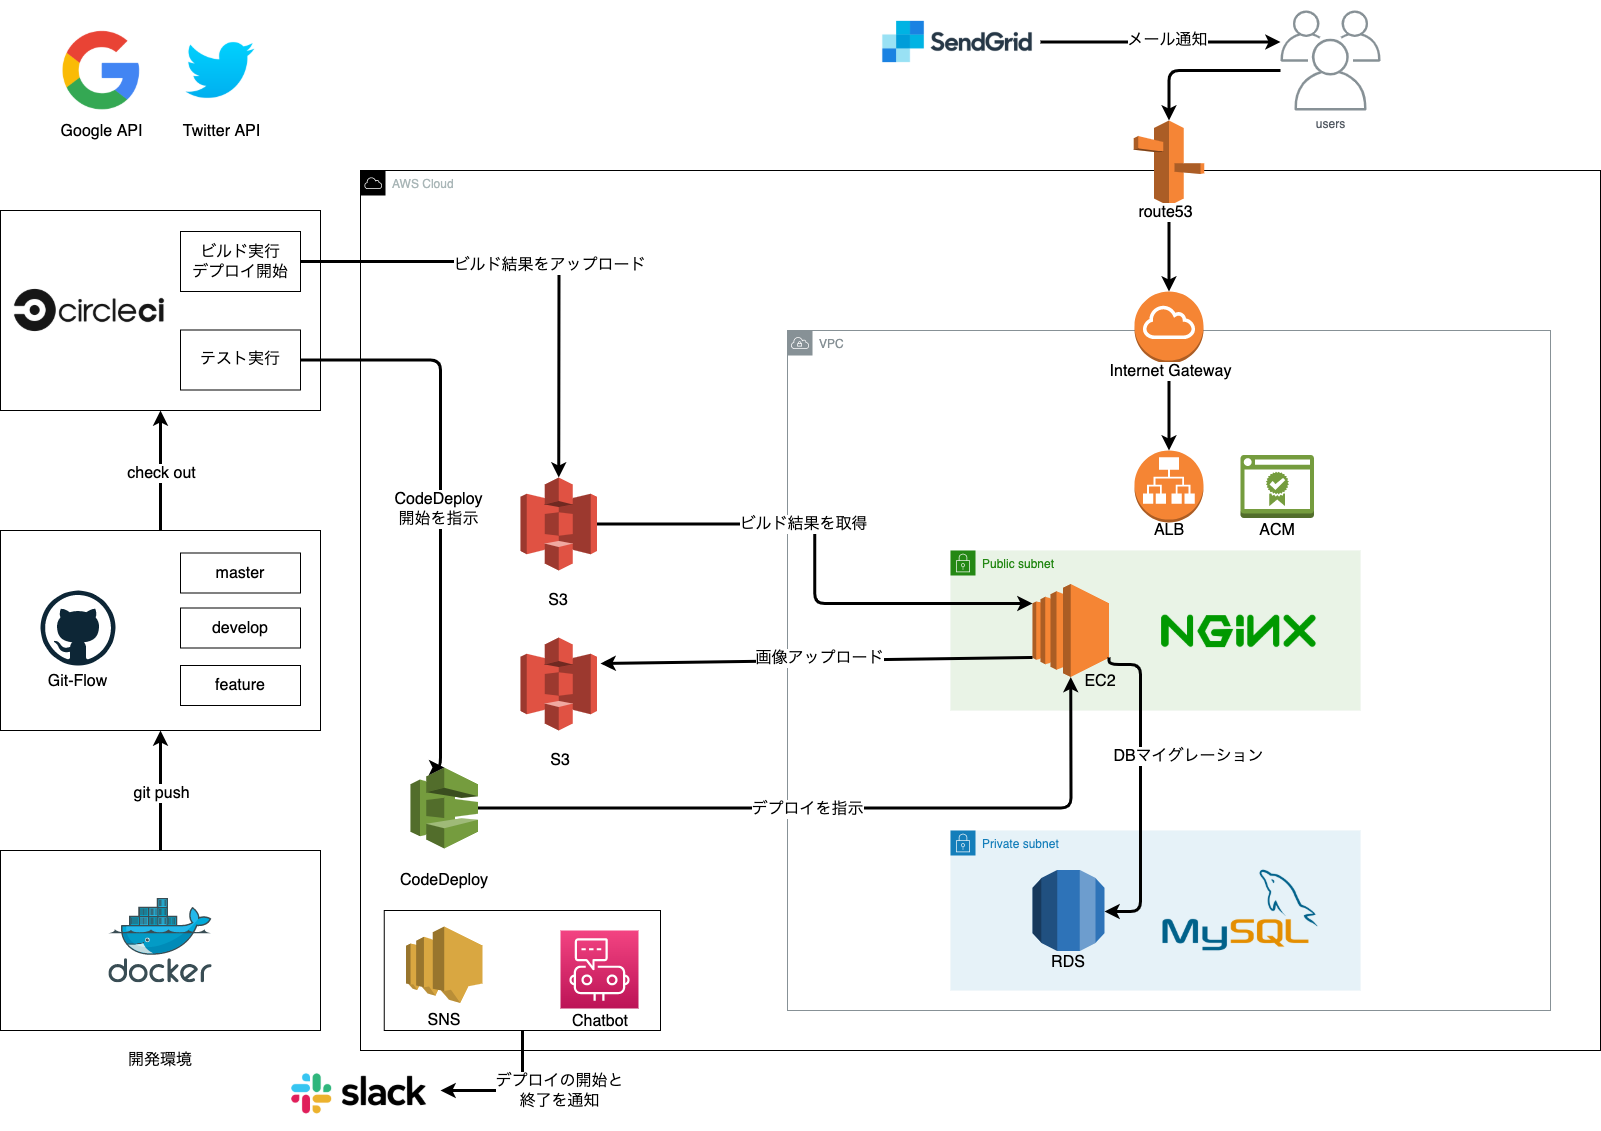 SendGrid
メール通知
users
Google API
Twitter API
route53
AWS Cloud
ビルド実行
デプロイ開始
ビルド結果をアップロード
circleci
テスト実行
VPC
Internet Gateway
check out
CodeDeploy
開始を指示
ビルド結果を取得
ALB
ACM
Public subnet
master
develop
feature
Git-Flow
S3
NGiNX
画像アップロード
EC2
S3
DBマイグレーション
git push
デプロイを指示
CodeDeploy
Private subnet
docker
MySQL
RDS
SNS
Chatbot
開発環境
slack
デプロイの開始と
終了を通知